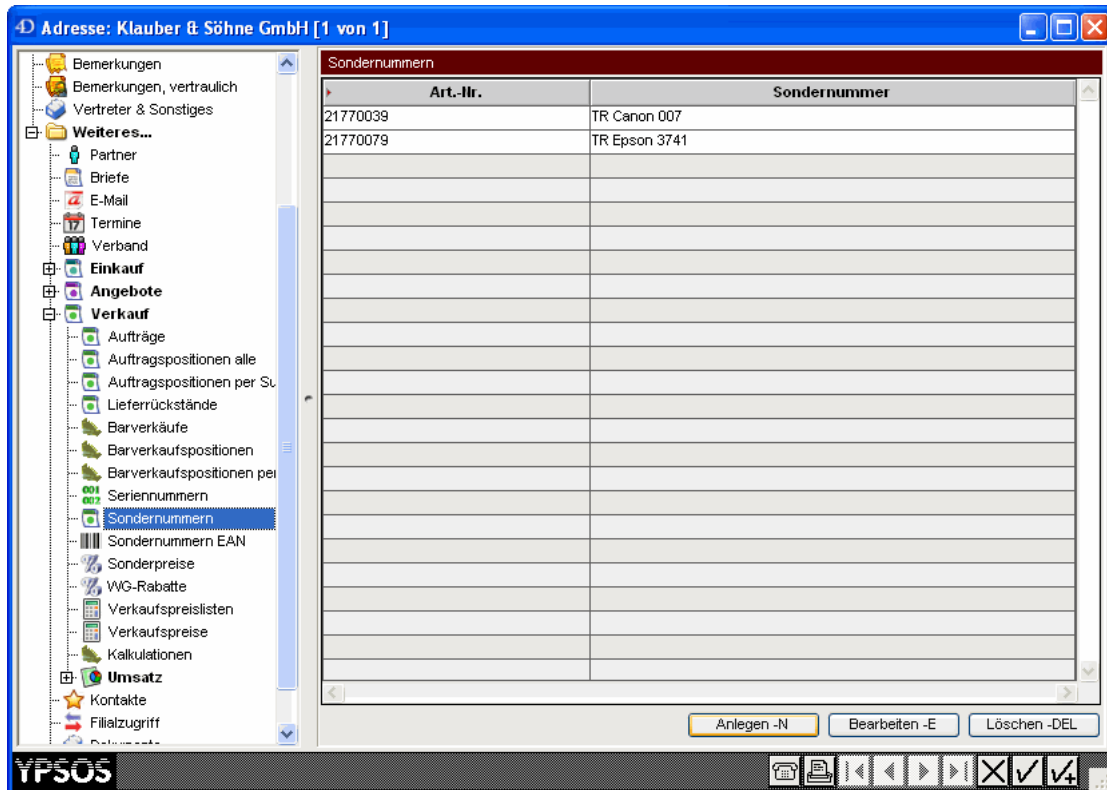 Adresse: Klauber & Söhne GmbH [1 von 1]
Bemerkungen
Bemerkungen, vertraulich
Vertreter & Sonstiges
Weiteres...
Partner
Briefe
E-Mail
17 Termine
Verband
Einkauf
Angebote
Verkauf
Aufträge
Auftragspositionen alle
Auftragspositionen per Su
Lieferrückstände
Barverkäufe
Barverkaufspositionen
Barverkaufspositionen per
001 002 Seriennummern
Sondernummern
Sondernummern EAN
Sonderpreise
WG-Rabatte
Verkaufspreislisten
Verkaufspreise
Kalkulationen
Umsatz
Kontakte
Filialzugriff
Sondernummern
Art.-Nr. Sondernummer
21770039 TR Canon 007
21770079 TR Epson 3741
Anlegen -N Bearbeiten -E Löschen -DEL
YPSOS